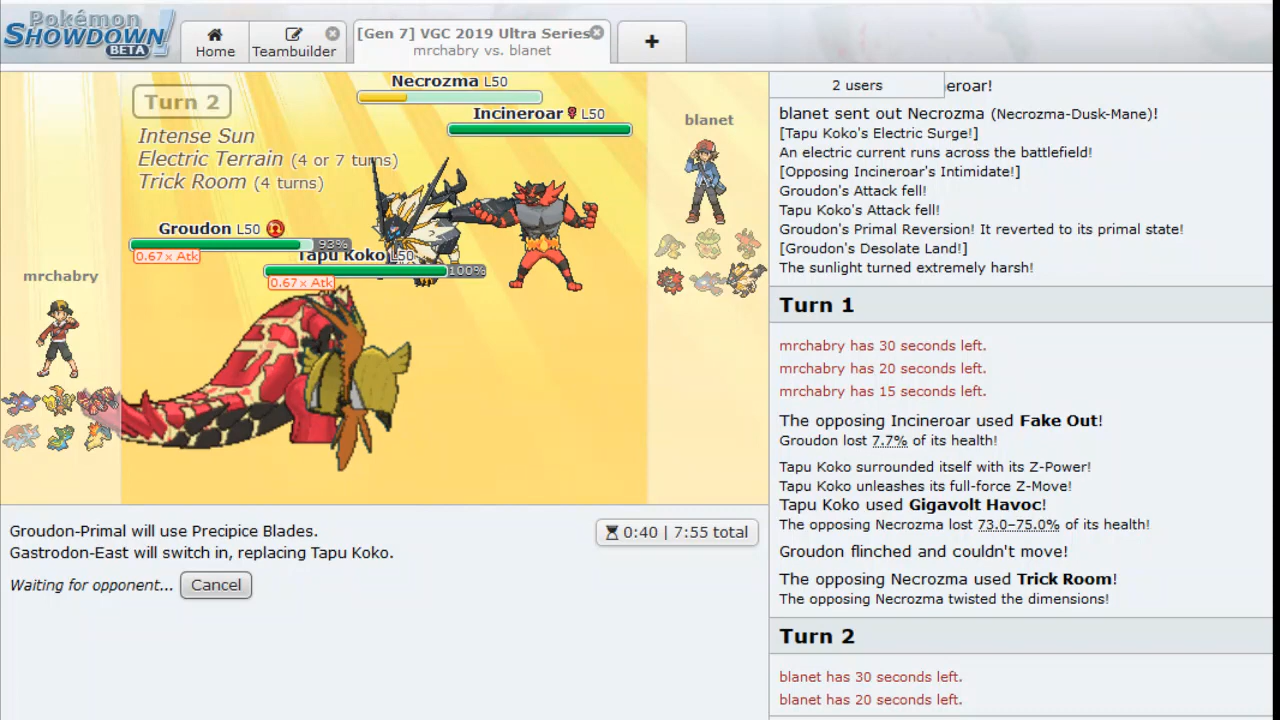 Pokémon
SHOWDOWN!
BETA
Home
Teambuilder
[Gen 7] VGC 2019 Ultra Series
mrchabry vs. blanet
+
Turn 2
Intense Sun
Electric Terrain (4 or 7 turns)
Trick Room (4 turns)
Necrozma L50
Incineroar L50
Groudon L50
93%
0.67x Atk
Tapu Koko L50
100%
0.67x Atk
mrchabry
blanet
Groudon-Primal will use Precipice Blades.
Gastrodon-East will switch in, replacing Tapu Koko.
Waiting for opponent... Cancel
0:40 | 7:55 total
2 users
eroar!
blanet sent out Necrozma (Necrozma-Dusk-Mane)!
[Tapu Koko's Electric Surge!]
An electric current runs across the battlefield!
[Opposing Incineroar's Intimidate!]
Groudon's Attack fell!
Tapu Koko's Attack fell!
Groudon's Primal Reversion! It reverted to its primal state!
[Groudon's Desolate Land!]
The sunlight turned extremely harsh!
Turn 1
mrchabry has 30 seconds left.
mrchabry has 20 seconds left.
mrchabry has 15 seconds left.
The opposing Incineroar used Fake Out!
Groudon lost 7.7% of its health!
Tapu Koko surrounded itself with its Z-Power!
Tapu Koko unleashes its full-force Z-Move!
Tapu Koko used Gigavolt Havoc!
The opposing Necrozma lost 73.0–75.0% of its health!
Groudon flinched and couldn't move!
The opposing Necrozma used Trick Room!
The opposing Necrozma twisted the dimensions!
Turn 2
blanet has 30 seconds left.
blanet has 20 seconds left.